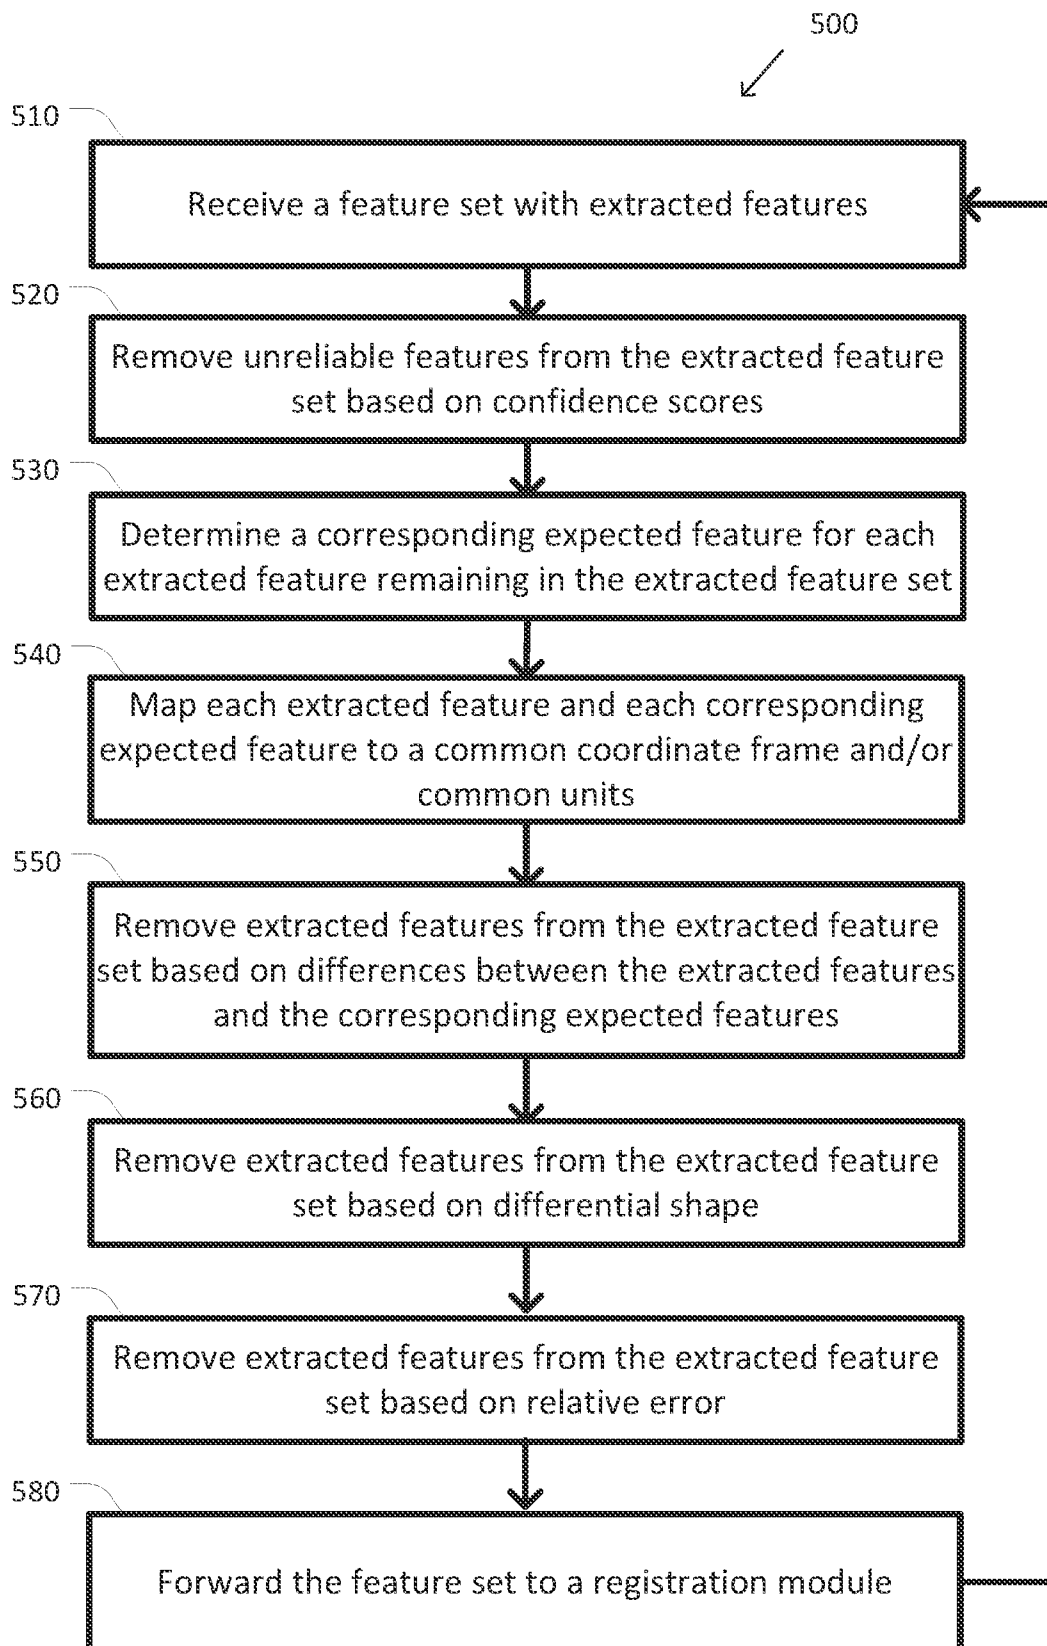 500
510
Receive a feature set with extracted features
520
Remove unreliable features from the extracted feature
set based on confidence scores
530
Determine a corresponding expected feature for each
extracted feature remaining in the extracted feature set
540
Map each extracted feature and each corresponding
expected feature to a common coordinate frame and/or
common units
550
Remove extracted features from the extracted feature
set based on differences between the extracted features
and the corresponding expected features
560
Remove extracted features from the extracted feature
set based on differential shape
570
Remove extracted features from the extracted feature
set based on relative error
580
Forward the feature set to a registration module